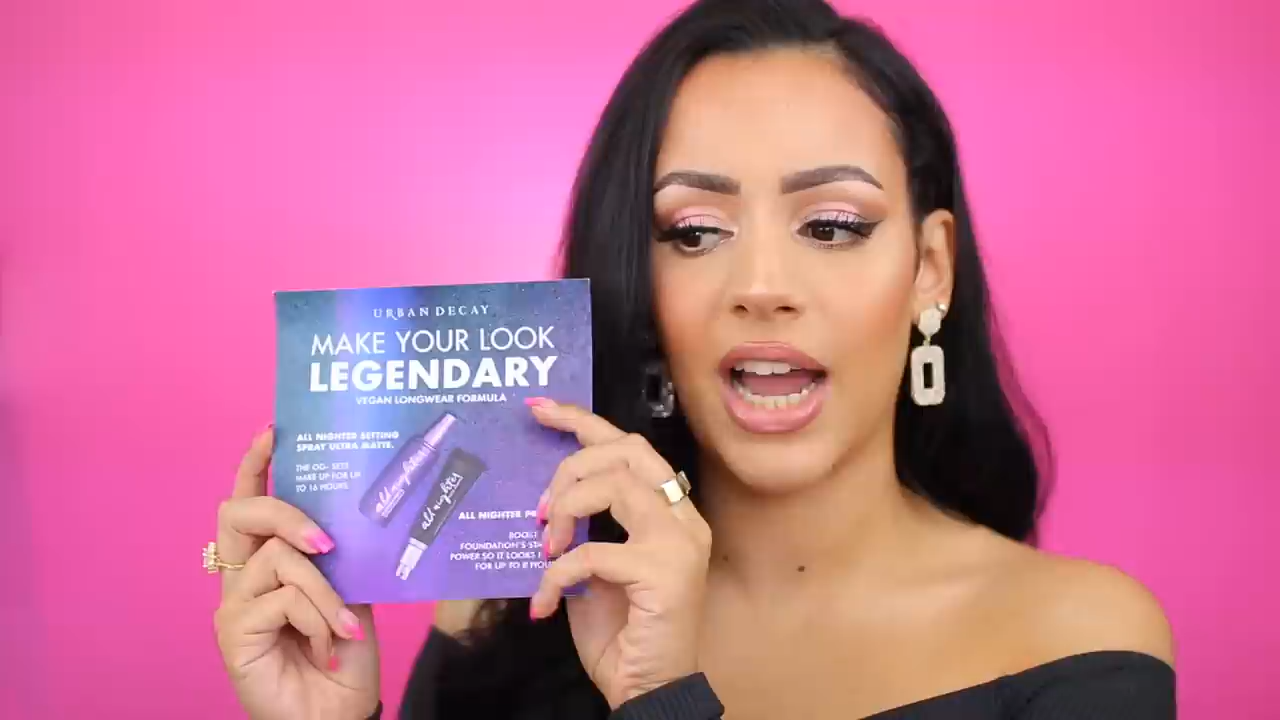 URBAN DECAY
MAKE YOUR LOOK
LEGENDARY
VEGAN LONGWEAR FORMULA
ALL NIGHTER SETTING
SPRAY ULTRA MATTE.
THE OG- SETS
MAKE UP FOR UP
TO 16 HOURS.
all nighter
all nighter
ALL NIGHTER
BOOST
FOUNDATION'S
POWER SO IT LOOKS
FOR UP TO 8